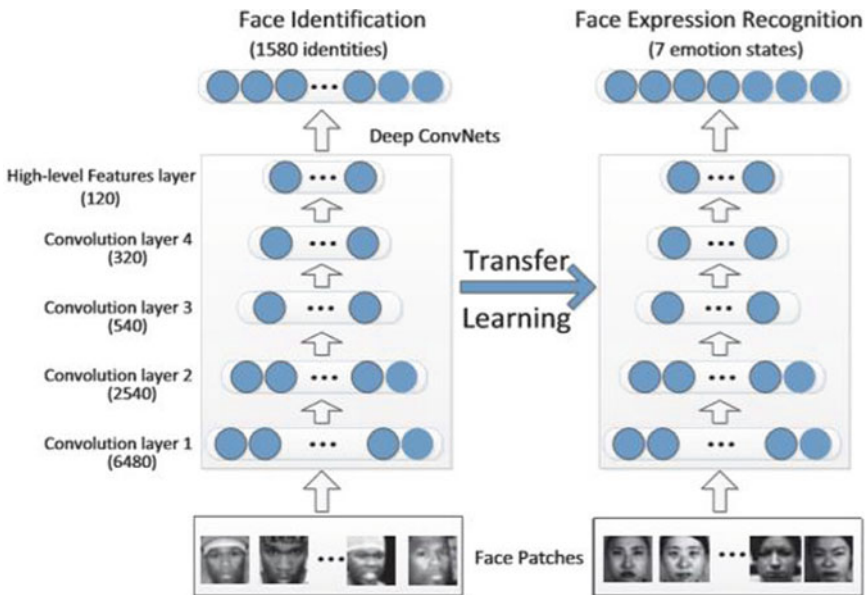 Face Identification
(1580 identities)
Face Expression Recognition
(7 emotion states)
Deep ConvNets
High-level Features layer
(120)
Convolution layer 4
(320)
Convolution layer 3
(540)
Convolution layer 2
(2540)
Convolution layer 1
(6480)
Transfer
Learning
Face Patches